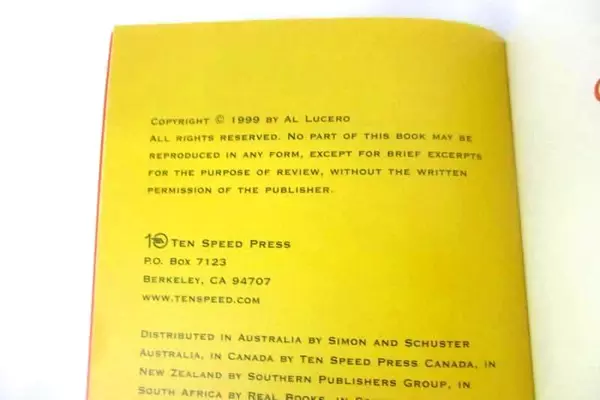 Copyright © 1999 by Al Lucero
All rights reserved. No part of this book may be
reproduced in any form, except for brief excerpts
for the purpose of review, without the written
permission of the publisher.
10 Ten Speed Press
P.O. Box 7123
Berkeley, CA 94707
www.tenspeed.com
Distributed in Australia by Simon and Schuster
Australia, in Canada by Ten Speed Press Canada, in
New Zealand by Southern Publishers Group, in
South Africa by Real Books, in